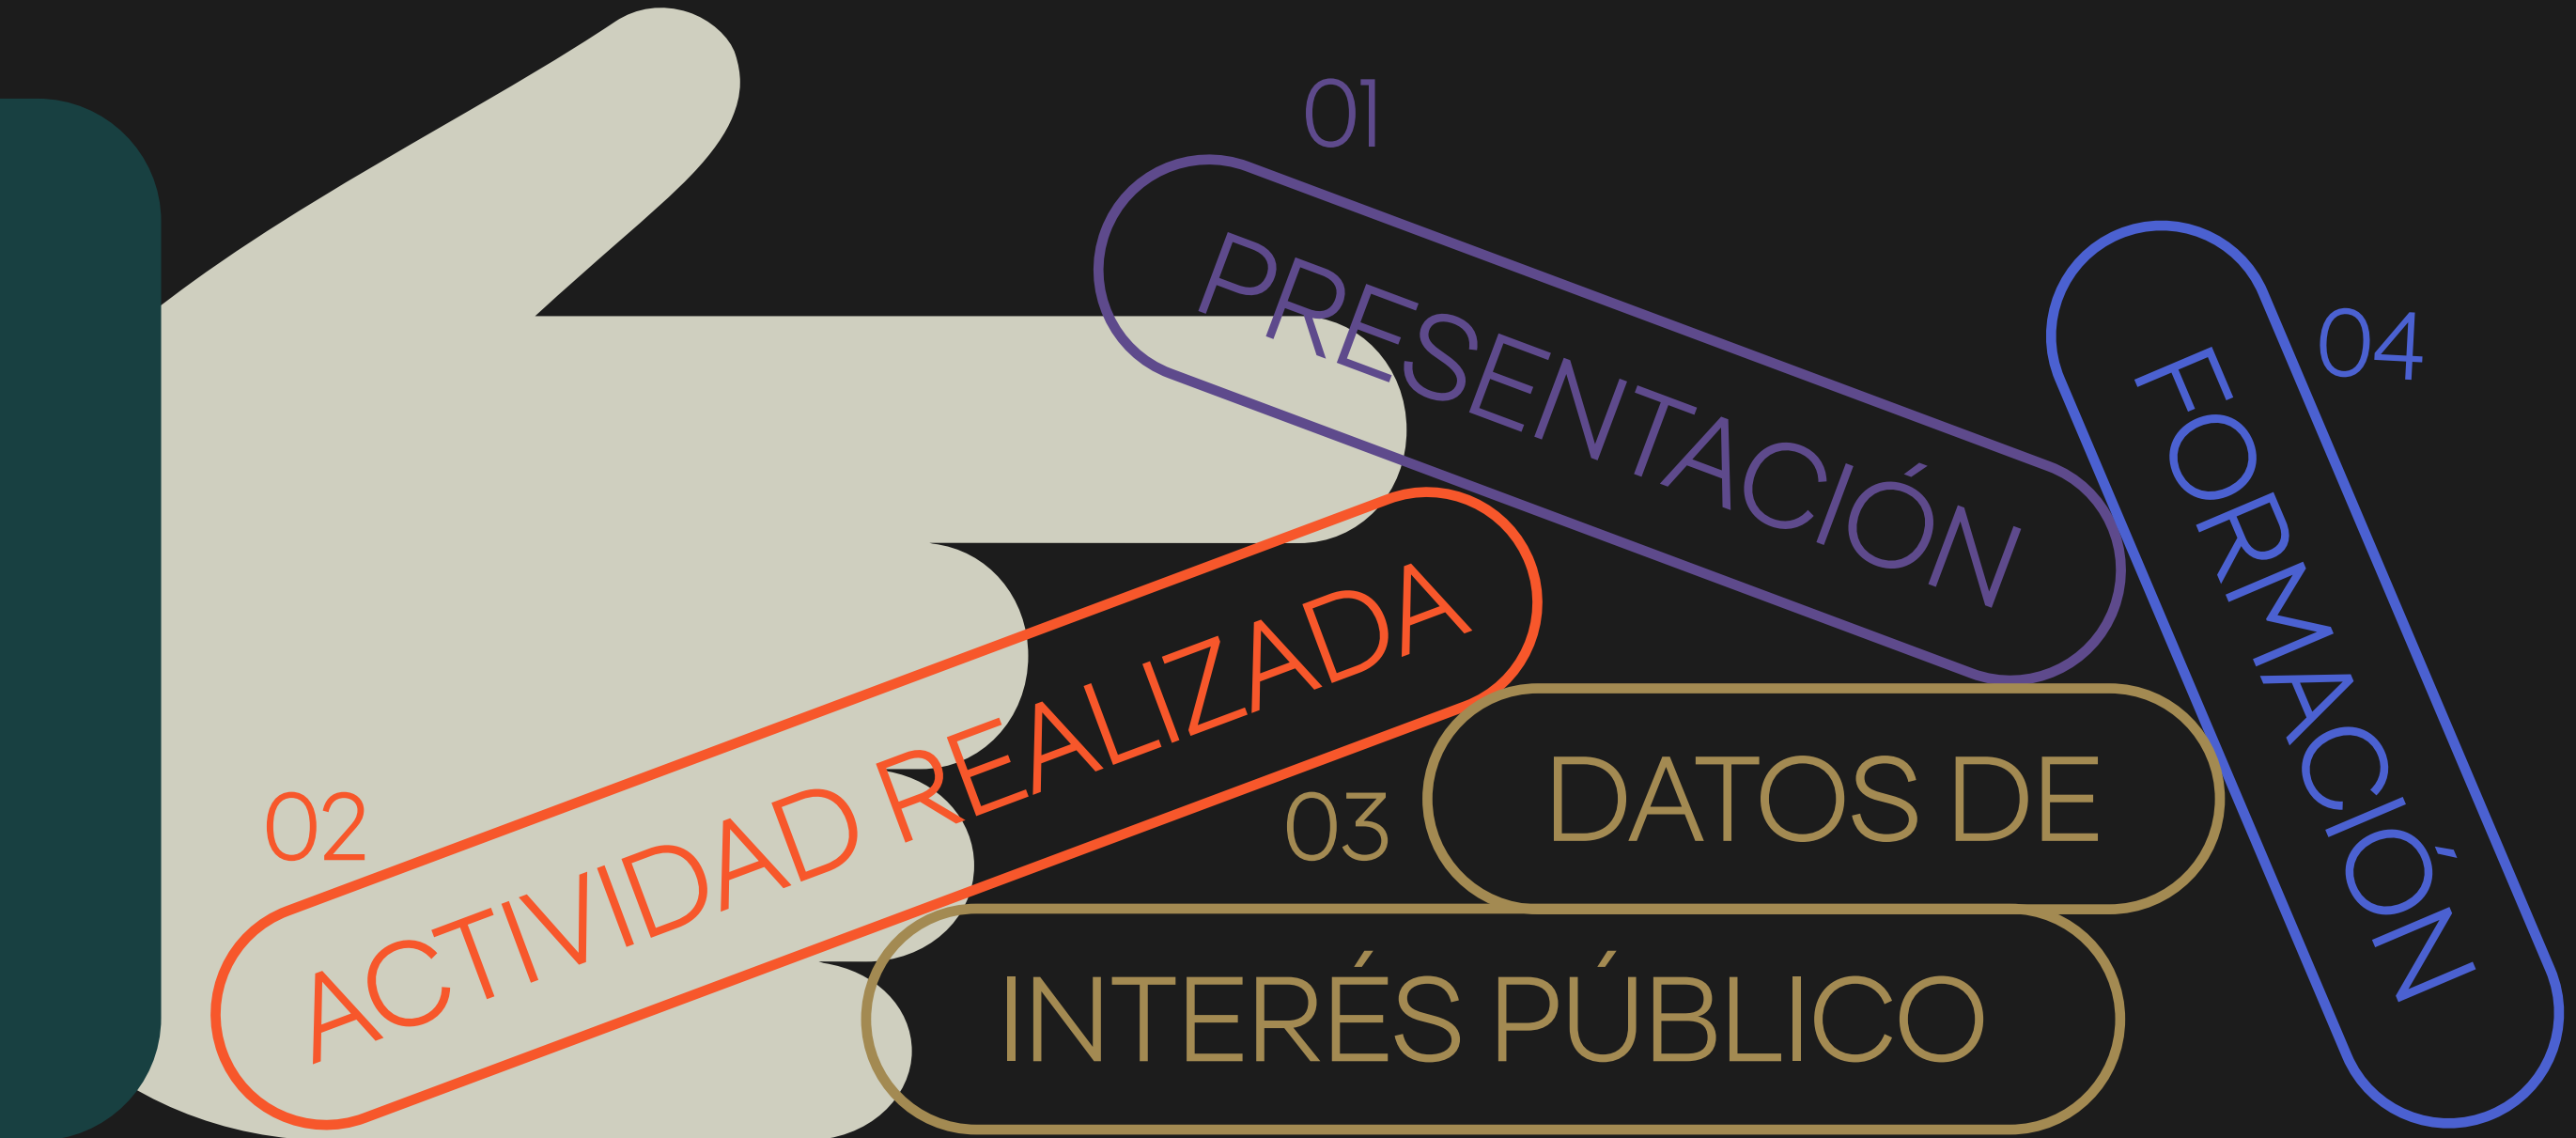 01
PRESENTACIÓN
02
ACTIVIDAD REALIZADA
03
DATOS DE
INTERÉS PÚBLICO
04
FORMACIÓN